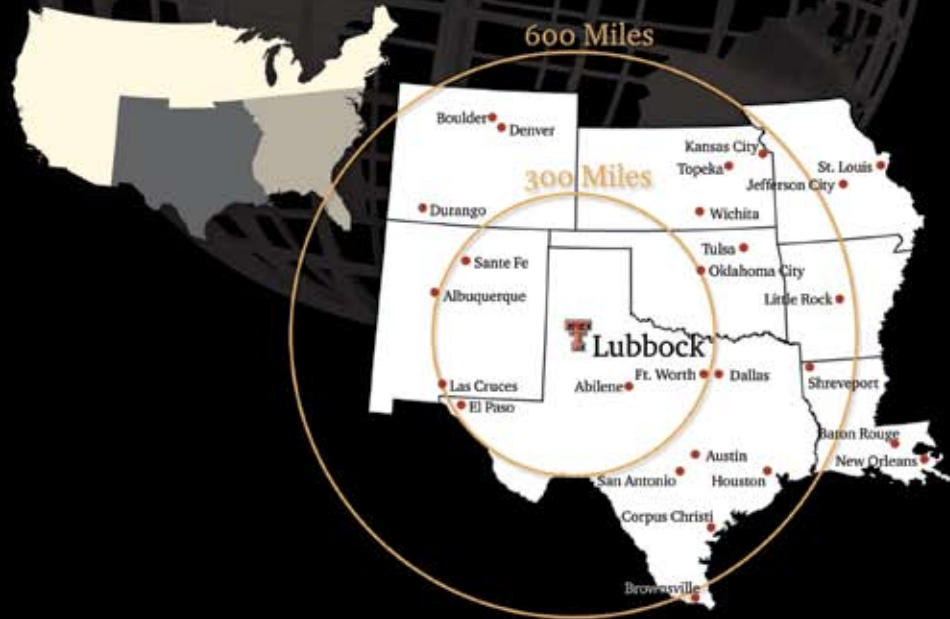 600 Miles
Boulder
Denver
Kansas City
300 Miles
Topeka
St. Louis
Jefferson City
Durango
Wichita
Tulsa
Sante Fe
Oklahoma City
Albuquerque
Little Rock
T
Lubbock
Ft. Worth
Dallas
Abilene
Las Cruces
Shreveport
El Paso
Baron Rouge
Austin
New Orleans
San Antonio
Houston
Corpus Christi
Brownsville